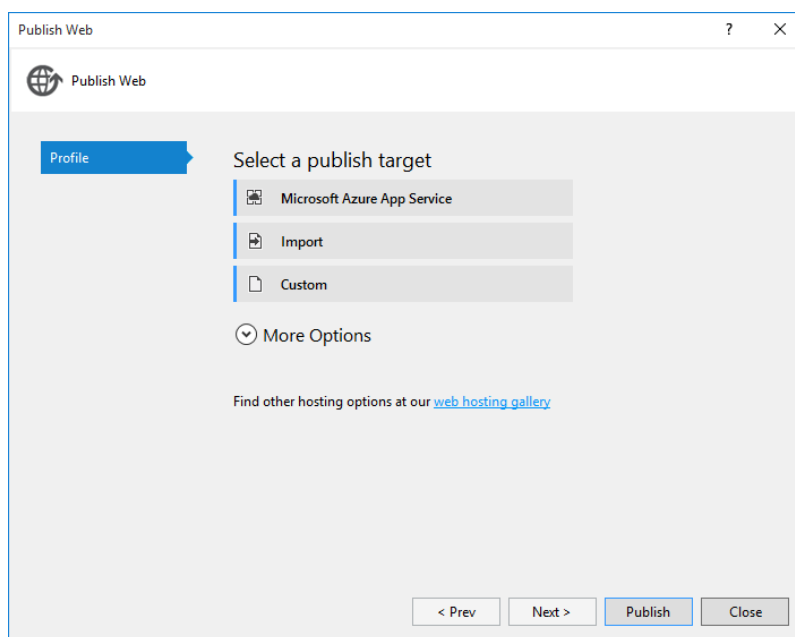 Publish Web
?
Publish Web
Profile
Select a publish target
Microsoft Azure App Service
Import
Custom
More Options
Find other hosting options at our web hosting gallery
< Prev
Next >
Publish
Close